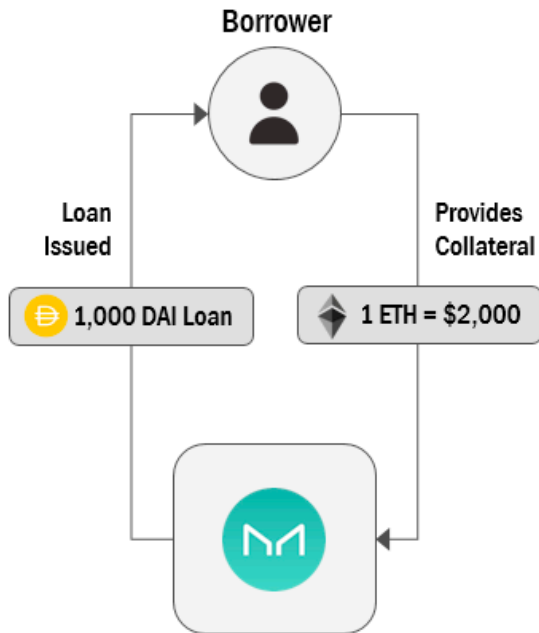 Borrower
Loan
Issued
Provides
Collateral
1,000 DAI Loan
1 ETH = $2,000